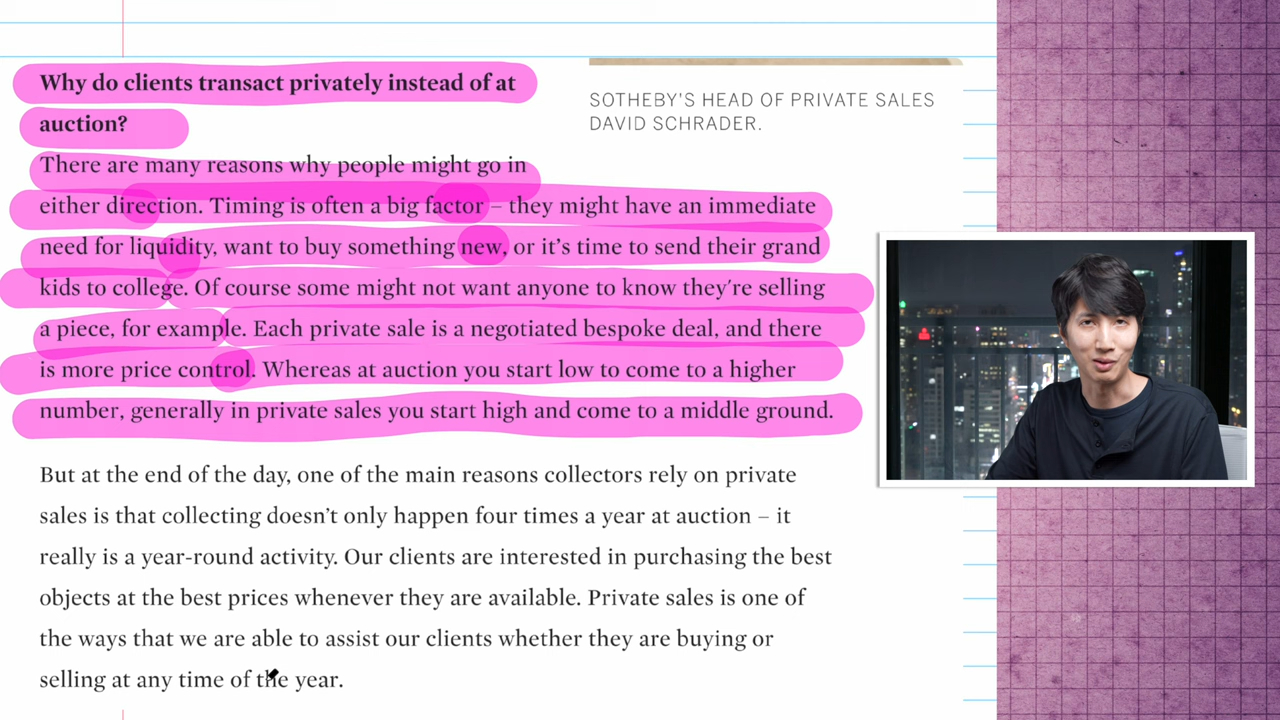 Why do clients transact privately instead of at
auction?
There are many reasons why people might go in
either direction. Timing is often a big factor – they might have an immediate
need for liquidity, want to buy something new, or it’s time to send their grand
kids to college. Of course some might not want anyone to know they’re selling
a piece, for example. Each private sale is a negotiated bespoke deal, and there
is more price control. Whereas at auction you start low to come to a higher
number, generally in private sales you start high and come to a middle ground.
But at the end of the day, one of the main reasons collectors rely on private
sales is that collecting doesn’t only happen four times a year at auction – it
really is a year-round activity. Our clients are interested in purchasing the best
objects at the best prices whenever they are available. Private sales is one of
the ways that we are able to assist our clients whether they are buying or
selling at any time of the year.
SOTHEBY'S HEAD OF PRIVATE SALES
DAVID SCHRADER.